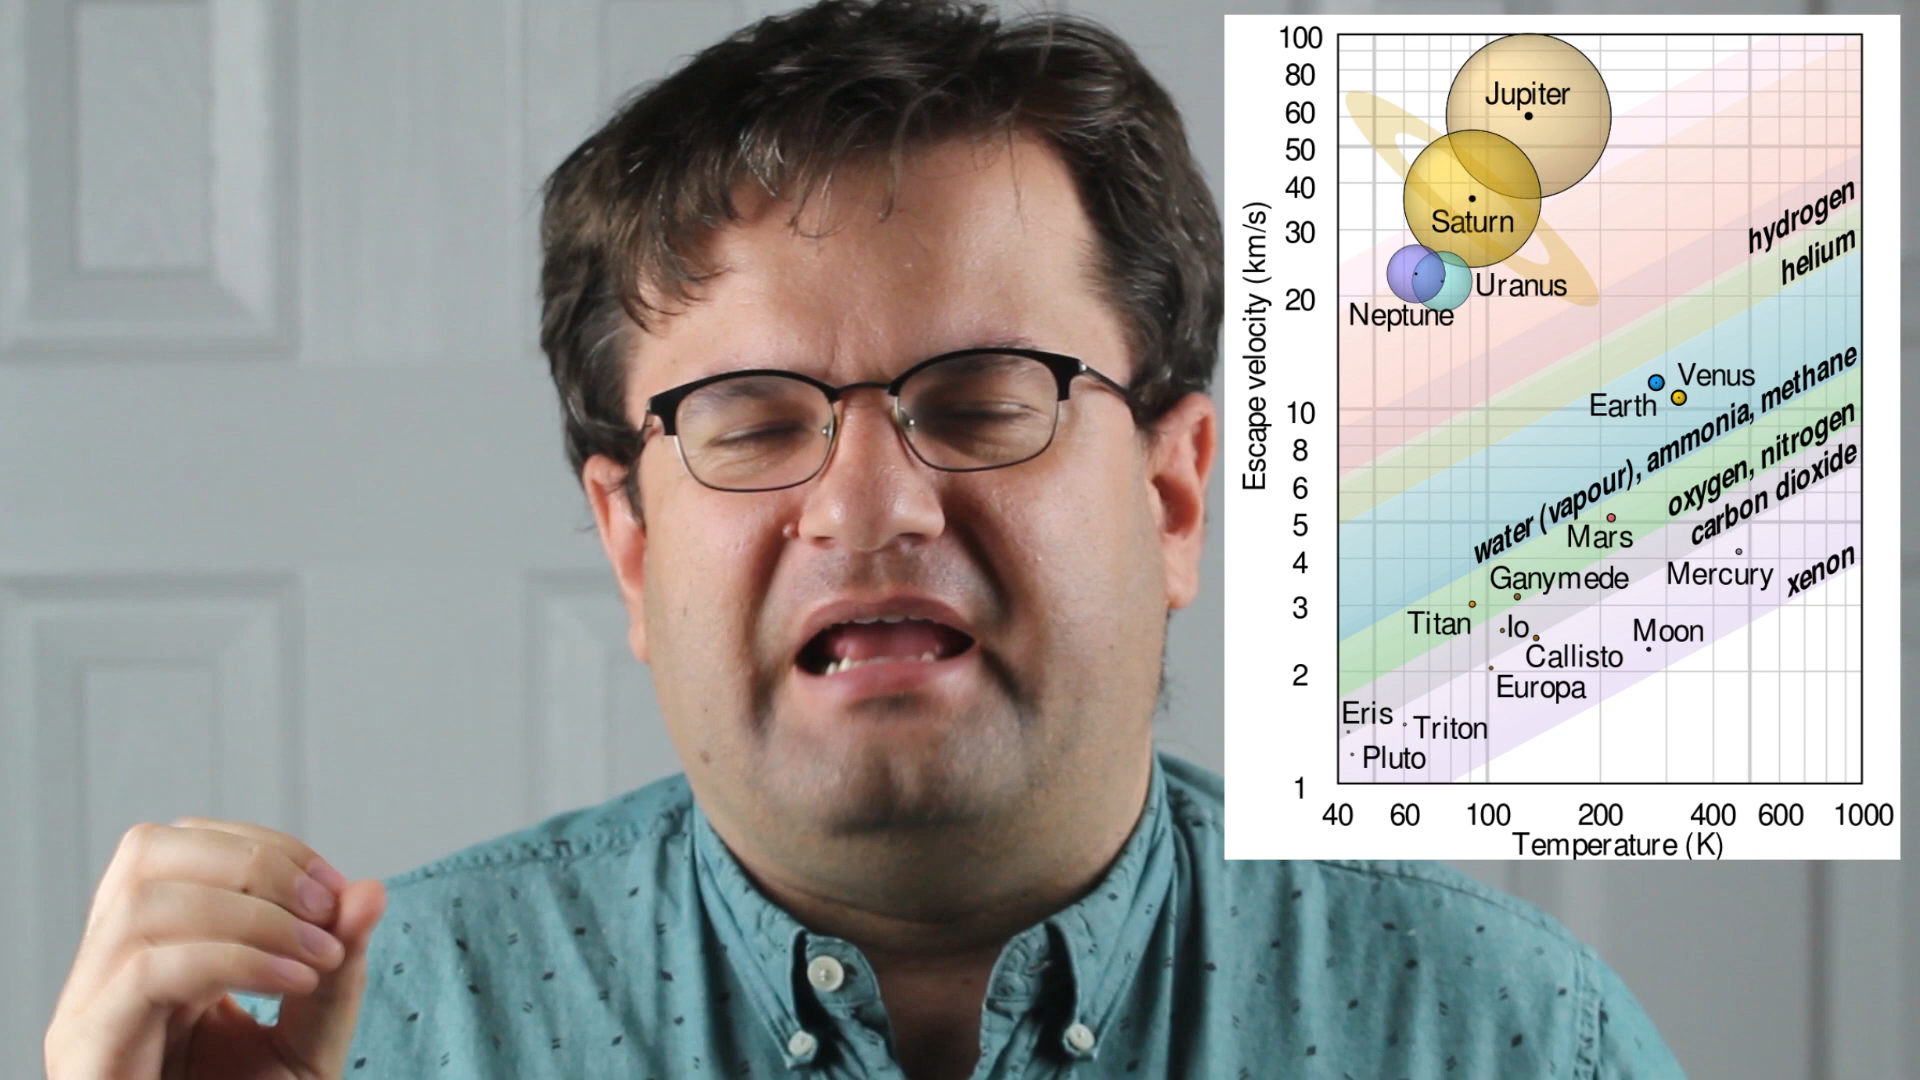 100
80
60
50
40
30
20
10
8
6
5
4
3
2
1
Escape velocity (km/s)
Jupiter
Saturn
Uranus
Neptune
hydrogen
helium
Venus
Earth
water (vapour), ammonia, methane
oxygen, nitrogen
carbon dioxide
xenon
Mars
Ganymede
Mercury
Titan
Io
Moon
Callisto
Europa
Eris
Triton
Pluto
40 60 100 200 400 600 1000
Temperature (K)